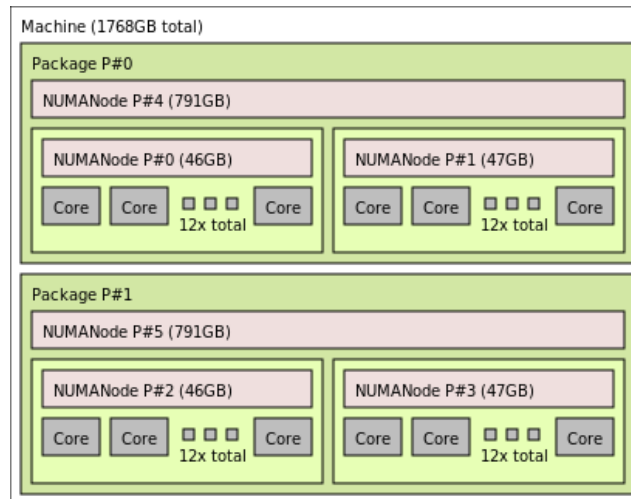 Machine (1768GB total)
Package P#0
NUMANode P#4 (791GB)
NUMANode P#0 (46GB)
NUMANode P#1 (47GB)
Core Core Core
12x total
Core Core Core
12x total
Package P#1
NUMANode P#5 (791GB)
NUMANode P#2 (46GB)
NUMANode P#3 (47GB)
Core Core Core
12x total
Core Core Core
12x total